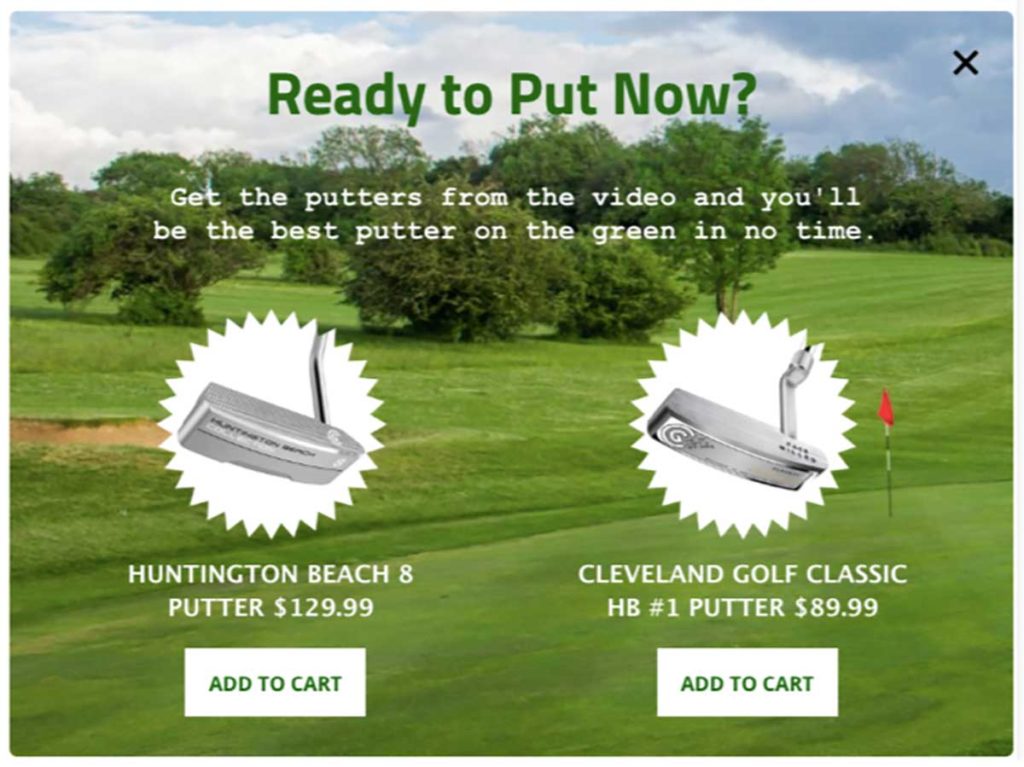 Ready to Put Now?
Get the putters from the video and you'll
be the best putter on the green in no time.
HUNTINGTON BEACH
HUNTINGTON BEACH 8
PUTTER $129.99
ADD TO CART
CLEVELAND GOLF CLASSIC
HB #1 PUTTER $89.99
ADD TO CART